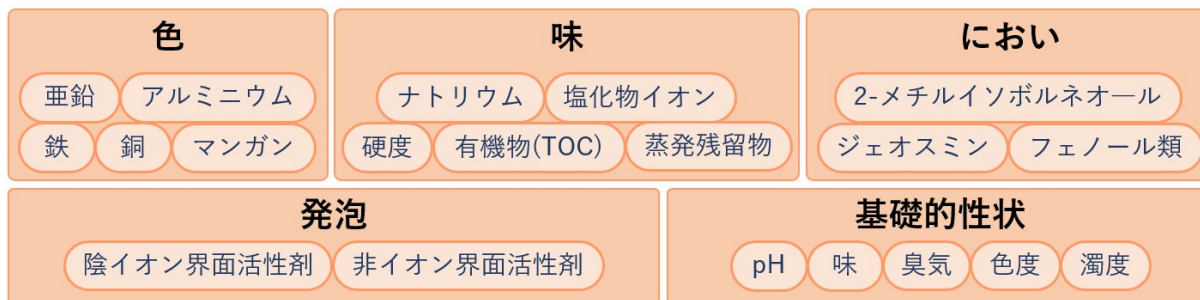 色
亜鉛 アルミニウム
鉄 銅 マンガン
味
ナトリウム 塩化物イオン
硬度 有機物(TOC) 蒸発残留物
におい
2-メチルイソボルネオ―ル
ジェオスミン フェノール類
発泡
陰イオン界面活性剤 非イオン界面活性剤
基礎的性状
pH 味 臭気 色度 濁度